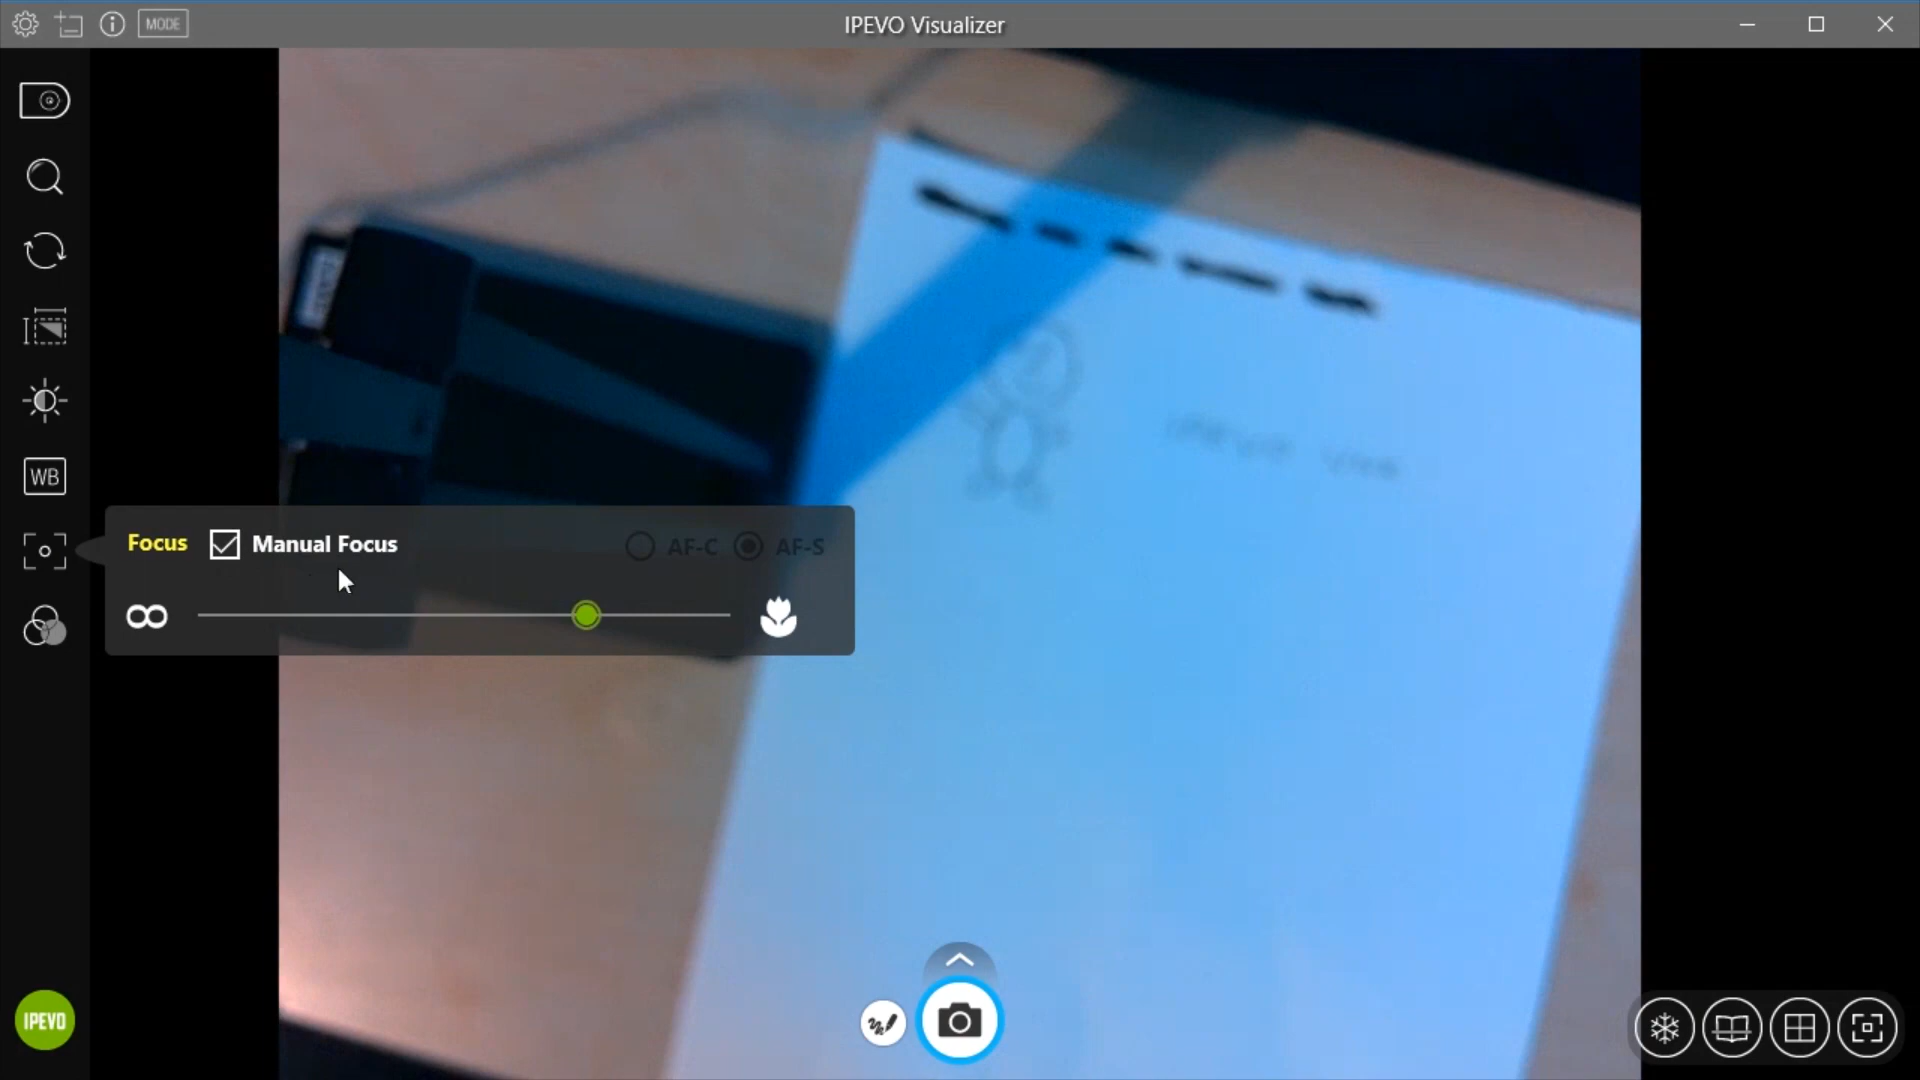 MODE
IPEVO Visualizer
WB
Focus
Manual Focus
AF-C
AF-S
IPEVO